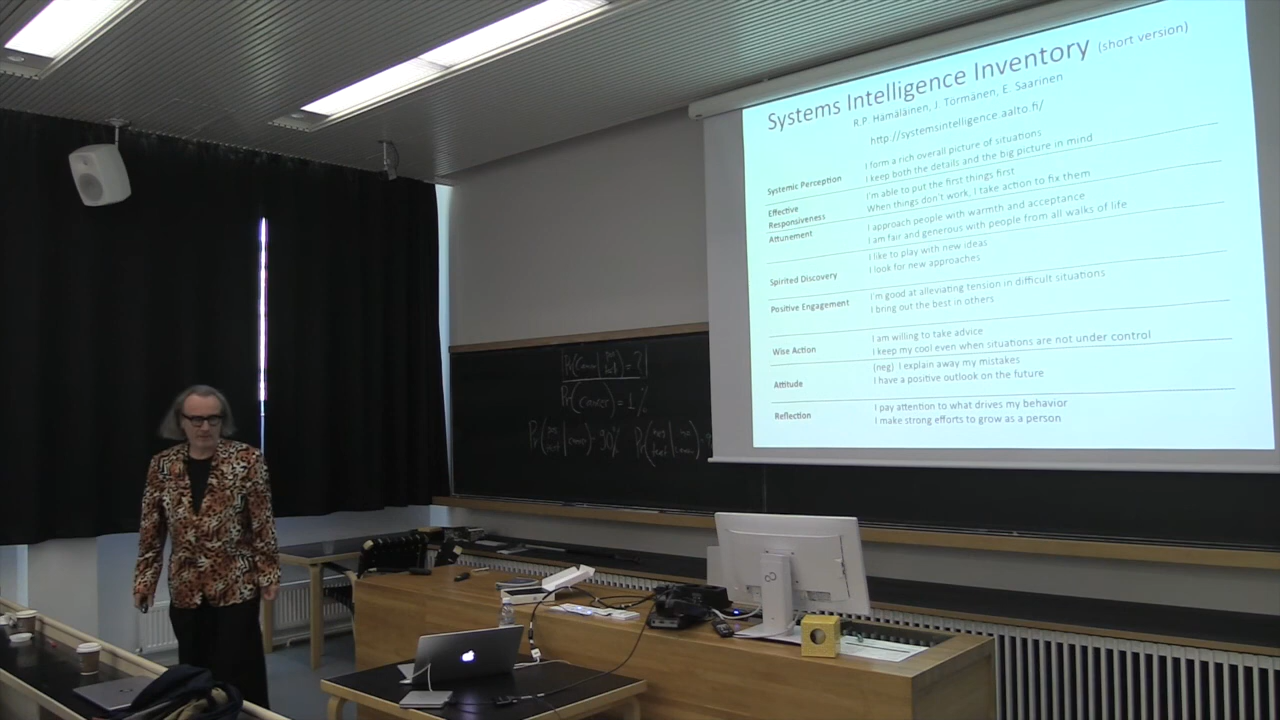 Systems Intelligence Inventory (short version)
R.P. Hämäläinen, J. Törmänen, E. Saarinen
http://systemsintelligence.aalto.fi/
Systemic Perception
I form a rich overall picture of situations
I keep both the details and the big picture in mind
Effective
Responsiveness
I'm able to put the first things first
When things don't work, I take action to fix them
Attunement
I approach people with warmth and acceptance
I am fair and generous with people from all walks of life
Spirited Discovery
I like to play with new ideas
I look for new approaches
Positive Engagement
I'm good at alleviating tension in difficult situations
I bring out the best in others
Wise Action
I am willing to take advice
I keep my cool even when situations are not under control
Attitude
(neg) I explain away my mistakes
I have a positive outlook on the future
Reflection
I pay attention to what drives my behavior
I make strong efforts to grow as a person
Pr(cancer | pos test) = ?
Pr(cancer) = 1%